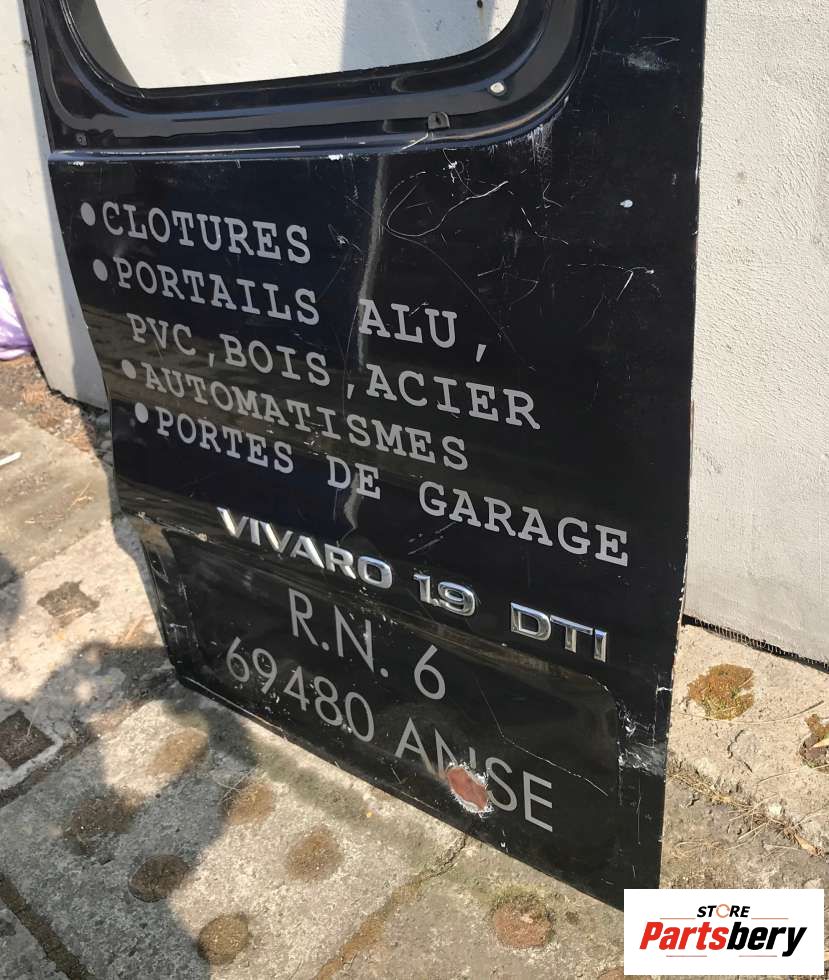 •CLOTURES
•PORTAILS ALU,
PVC,BOIS,ACIER
•AUTOMATISMES
•PORTES DE GARAGE
VIVARO 1.9 DTI
R.N. 6
69480 ANSE
STORE
Partsbery